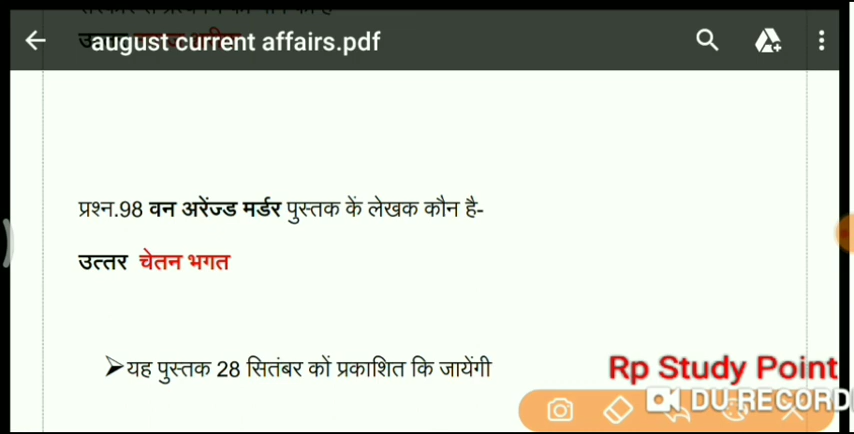 august current affairs.pdf
प्रश्न.98 वन अरेंज्ड मर्डर पुस्तक कें लेखक कौन है-
उत्तर चेतन भगत
➤यह पुस्तक 28 सितंबर कों प्रकाशित कि जायेंगी
Rp Study Point
DU RECORD